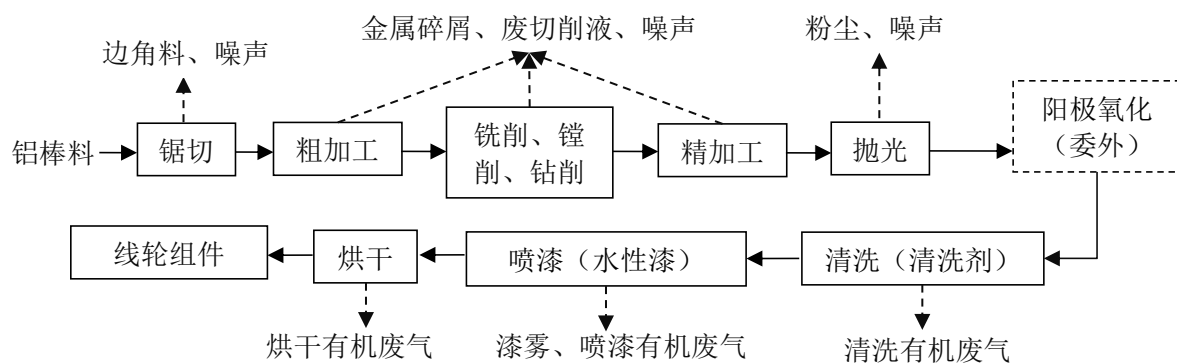 金属碎屑、废切削液、噪声
粉尘、噪声
边角料、噪声
铝棒料
锯切
粗加工
铣削、镗
削、钻削
精加工
抛光
阳极氧化
（委外）
线轮组件
烘干
喷漆（水性漆）
清洗（清洗剂）
烘干有机废气
漆雾、喷漆有机废气
清洗有机废气